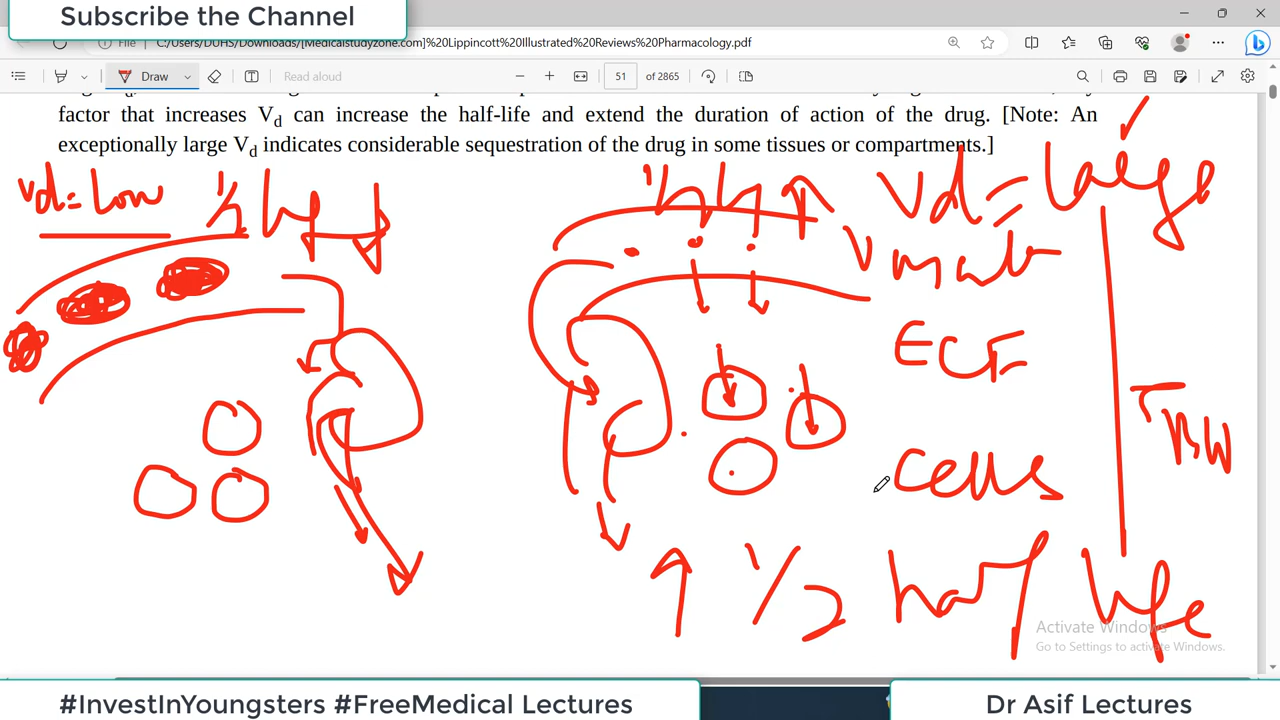 Subscribe the Channel
File C:/Users/DUHS/Downloads/[Medicalstudyzone.com]%20Lippincott%20Illustrated%20Reviews%20Pharmacology.pdf
Draw Read aloud 51 of 2865
factor that increases Vd can increase the half-life and extend the duration of action of the drug. [Note: An
exceptionally large Vd indicates considerable sequestration of the drug in some tissues or compartments.]
Vd=Low 1/2
Vd= Large
ECF
TBW
cells
↑ 1/2 half life
Activate Windows
Go to Settings to activate Windows.
#InvestInYoungsters #FreeMedical Lectures
Dr Asif Lectures